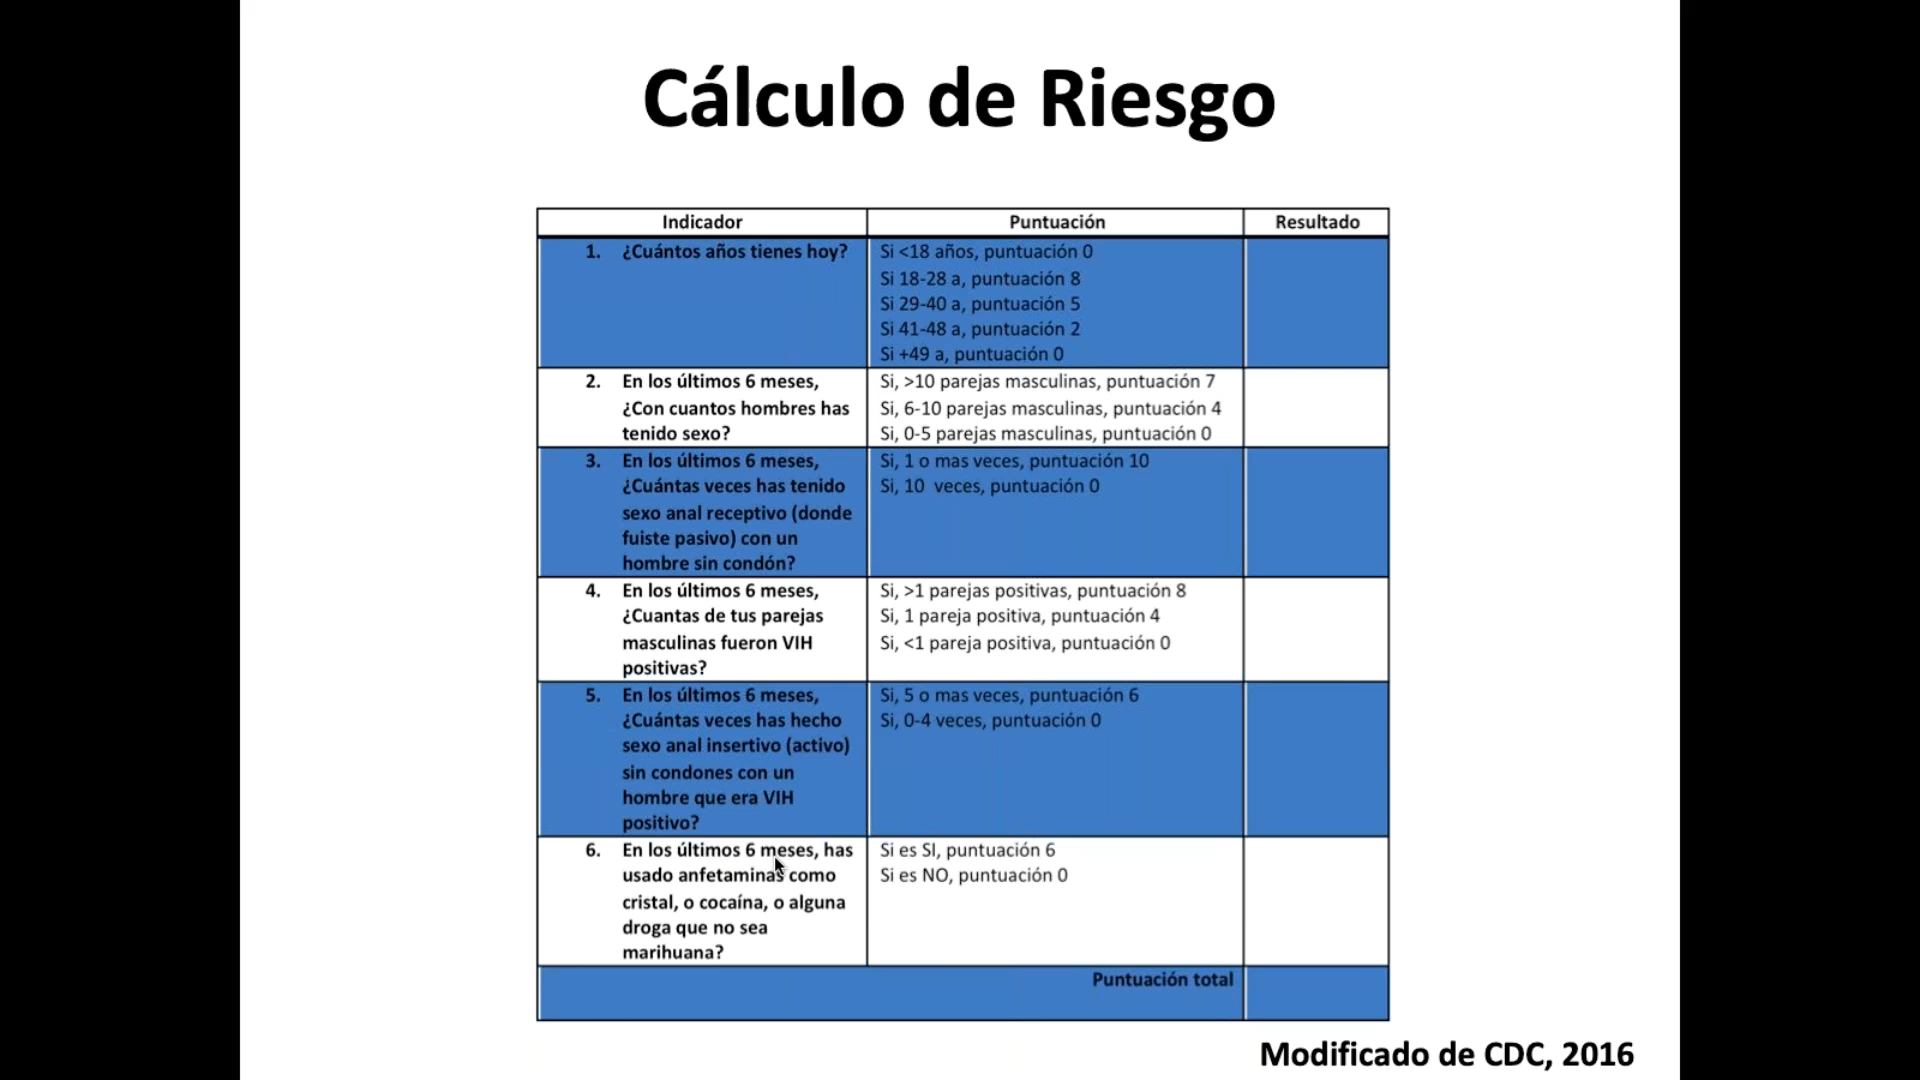 Cálculo de Riesgo
Indicador Puntuación Resultado
1. ¿Cuántos años tienes hoy?
Si <18 años, puntuación 0
Si 18-28 a, puntuación 8
Si 29-40 a, puntuación 5
Si 41-48 a, puntuación 2
Si +49 a, puntuación 0
2. En los últimos 6 meses,
¿Con cuantos hombres has
tenido sexo?
Si, >10 parejas masculinas, puntuación 7
Si, 6-10 parejas masculinas, puntuación 4
Si, 0-5 parejas masculinas, puntuación 0
3. En los últimos 6 meses,
¿Cuántas veces has tenido
sexo anal receptivo (donde
fuiste pasivo) con un
hombre sin condón?
Si, 1 o mas veces, puntuación 10
Si, 10 veces, puntuación 0
4. En los últimos 6 meses,
¿Cuantas de tus parejas
masculinas fueron VIH
positivas?
Si, >1 parejas positivas, puntuación 8
Si, 1 pareja positiva, puntuación 4
Si, <1 pareja positiva, puntuación 0
5. En los últimos 6 meses,
¿Cuántas veces has hecho
sexo anal insertivo (activo)
sin condones con un
hombre que era VIH
positivo?
Si, 5 o mas veces, puntuación 6
Si, 0-4 veces, puntuación 0
6. En los últimos 6 meses, has
usado anfetaminas como
cristal, o cocaína, o alguna
droga que no sea
marihuana?
Si es SI, puntuación 6
Si es NO, puntuación 0
Puntuación total
Modificado de CDC, 2016